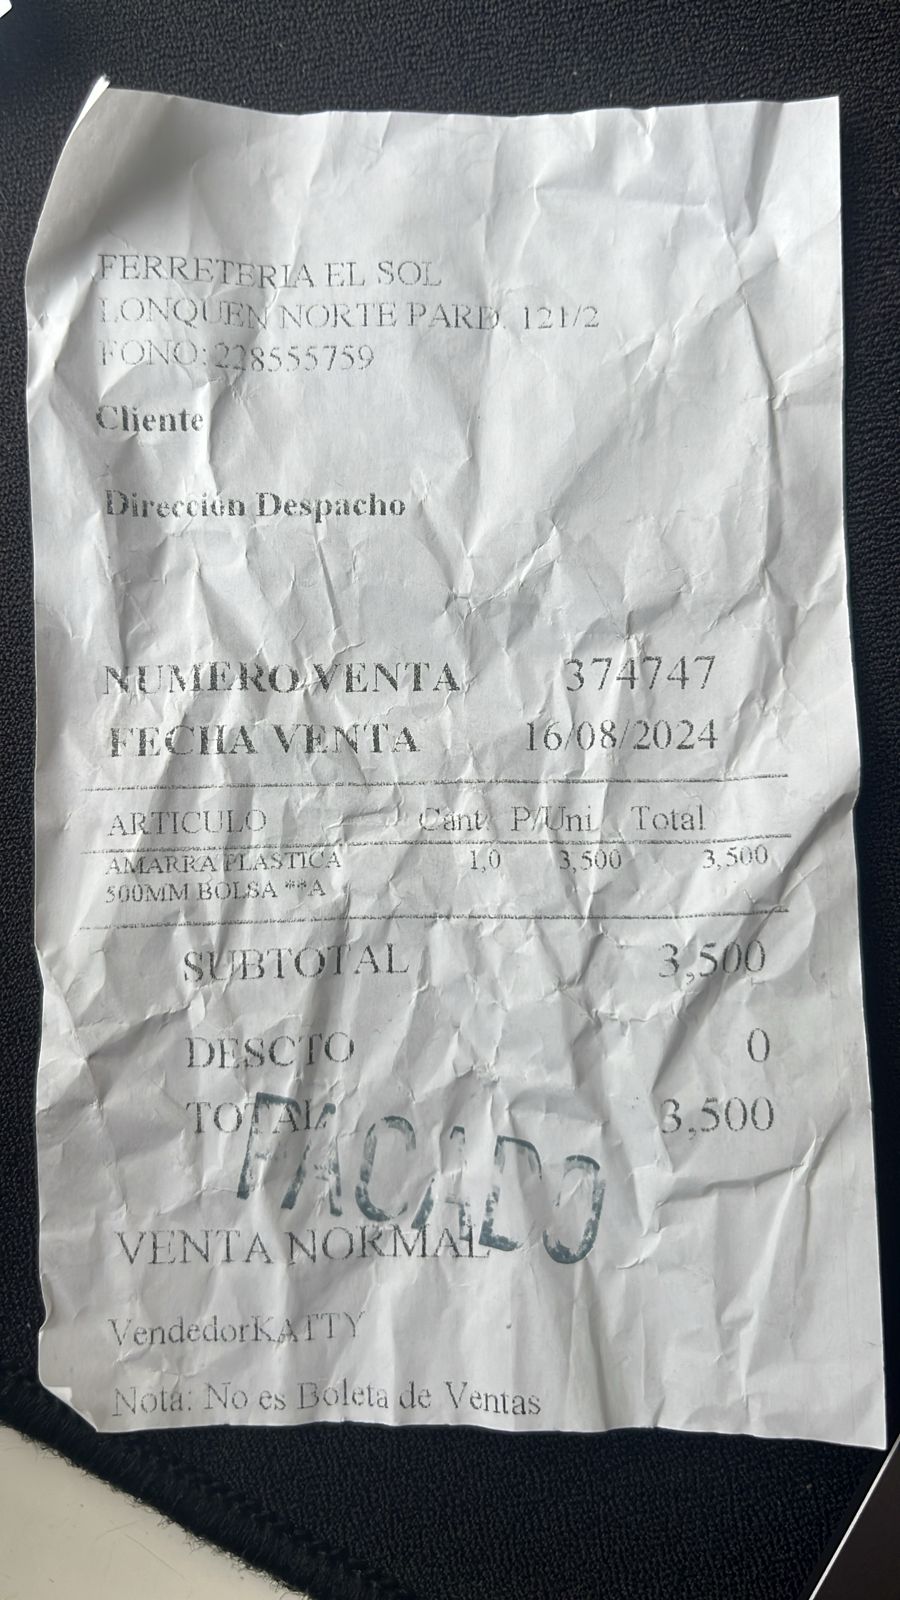 FERRETERIA EL SOL
LONQUEN NORTE PARD. 121/2
FONO: 228555759
Cliente
Dirección Despacho
NUMERO VENTA 374747
FECHA VENTA 16/08/2024
ARTICULO Cant P/Uni Total
AMARRA PLASTICA 1,0 3,500 3,500
500MM BOLSA **A
SUBTOTAL 3,500
DESCTO 0
TOTAL 3,500
PAGADO
VENTA NORMAL
VendedorKATTY
Nota: No es Boleta de Ventas